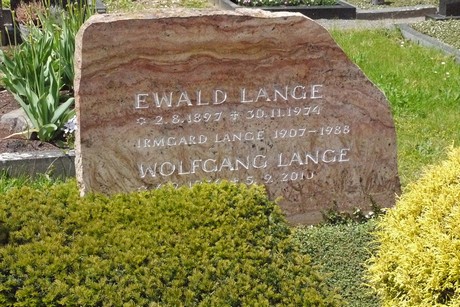 EWALD LANGE
✩ 2.8.1897 ✢ 30.11.1974
IRMGARD LANGE 1907-1988
WOLFGANG LANGE
5.9.2010